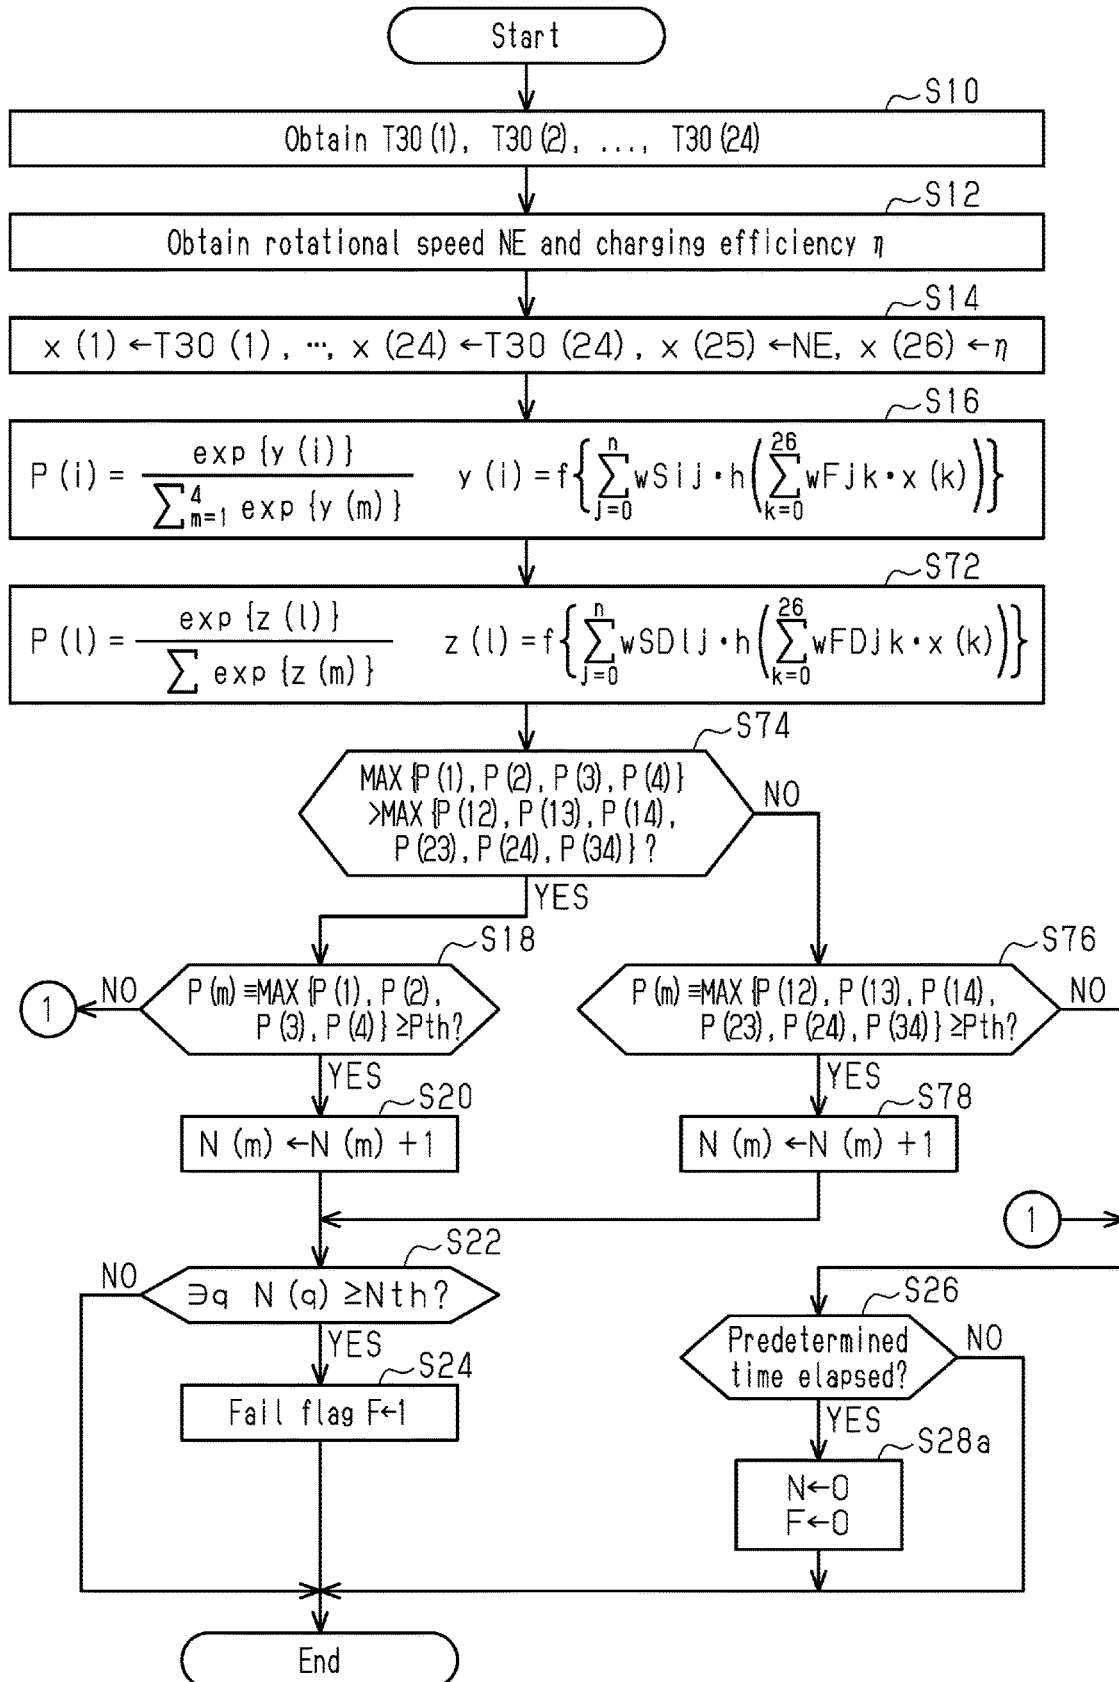 Start
S10
Obtain T30(1), T30(2), ..., T30(24)
S12
Obtain rotational speed NE and charging efficiency η
S14
x (1) ←T30 (1), ⋯, x (24) ←T30 (24), x (25) ←NE, x (26) ←η
S16
P (i) = exp {y (i)} / ∑_{m=1}^{4} exp {y (m)}   y (i) = f{∑_{j=0}^{n} wSij · h(∑_{k=0}^{26} wFjk · x (k))}
S72
P (l) = exp {z (l)} / ∑ exp {z (m)}   z (l) = f{∑_{j=0}^{n} wSDlj · h(∑_{k=0}^{26} wFDjk · x (k))}
S74
MAX {P (1), P (2), P (3), P (4)}
>MAX {P (12), P (13), P (14),
P (23), P (24), P (34)} ?
NO
YES
S18
P (m) ≡MAX {P (1), P (2),
P (3), P (4)} ≥Pth?
NO
1
YES
S76
P (m) ≡MAX {P (12), P (13), P (14),
P (23), P (24), P (34)} ≥Pth?
NO
YES
S20
N (m) ←N (m) +1
S78
N (m) ←N (m) +1
1
S22
∋q N (q) ≥Nth?
NO
YES
S24
Fail flag F←1
S26
Predetermined
time elapsed?
NO
YES
S28a
N←0
F←0
End